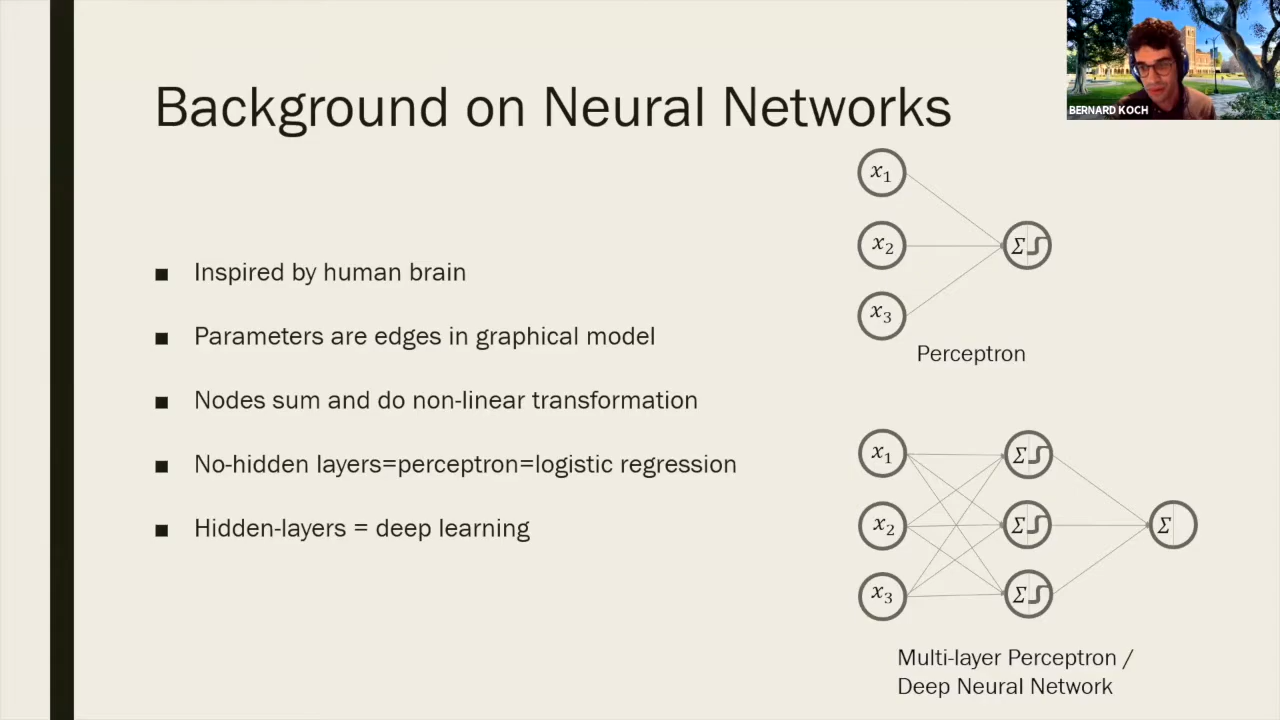 Background on Neural Networks
BERNARD KOCH
■ Inspired by human brain
■ Parameters are edges in graphical model
■ Nodes sum and do non-linear transformation
■ No-hidden layers=perceptron=logistic regression
■ Hidden-layers = deep learning
x₁
x₂ Σ
x₃
Perceptron
x₁ Σ
x₂ Σ Σ
x₃ Σ
Multi-layer Perceptron /
Deep Neural Network